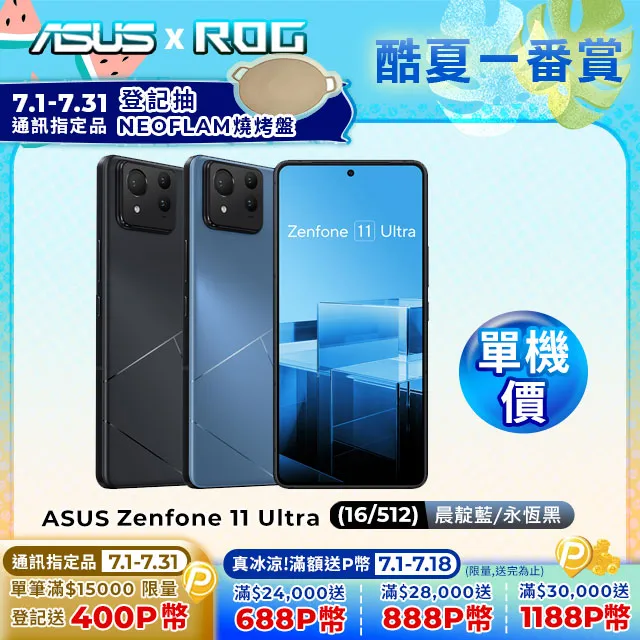 ASUS x ROG
酷夏一番賞
7.1-7.31 登記抽
通訊指定品 NEOFLAM燒烤盤
Zenfone 11 Ultra
單機
價
ASUS Zenfone 11 Ultra (16/512) 晨靛藍/永恆黑
通訊指定品 7.1-7.31
單筆滿$15000 限量
登記送 400P幣
P
真冰涼!滿額送P幣 7.1-7.18 (限量,送完為止)
P
滿$24,000送 滿$28,000送 滿$30,000送
688P幣 888P幣 1188P幣